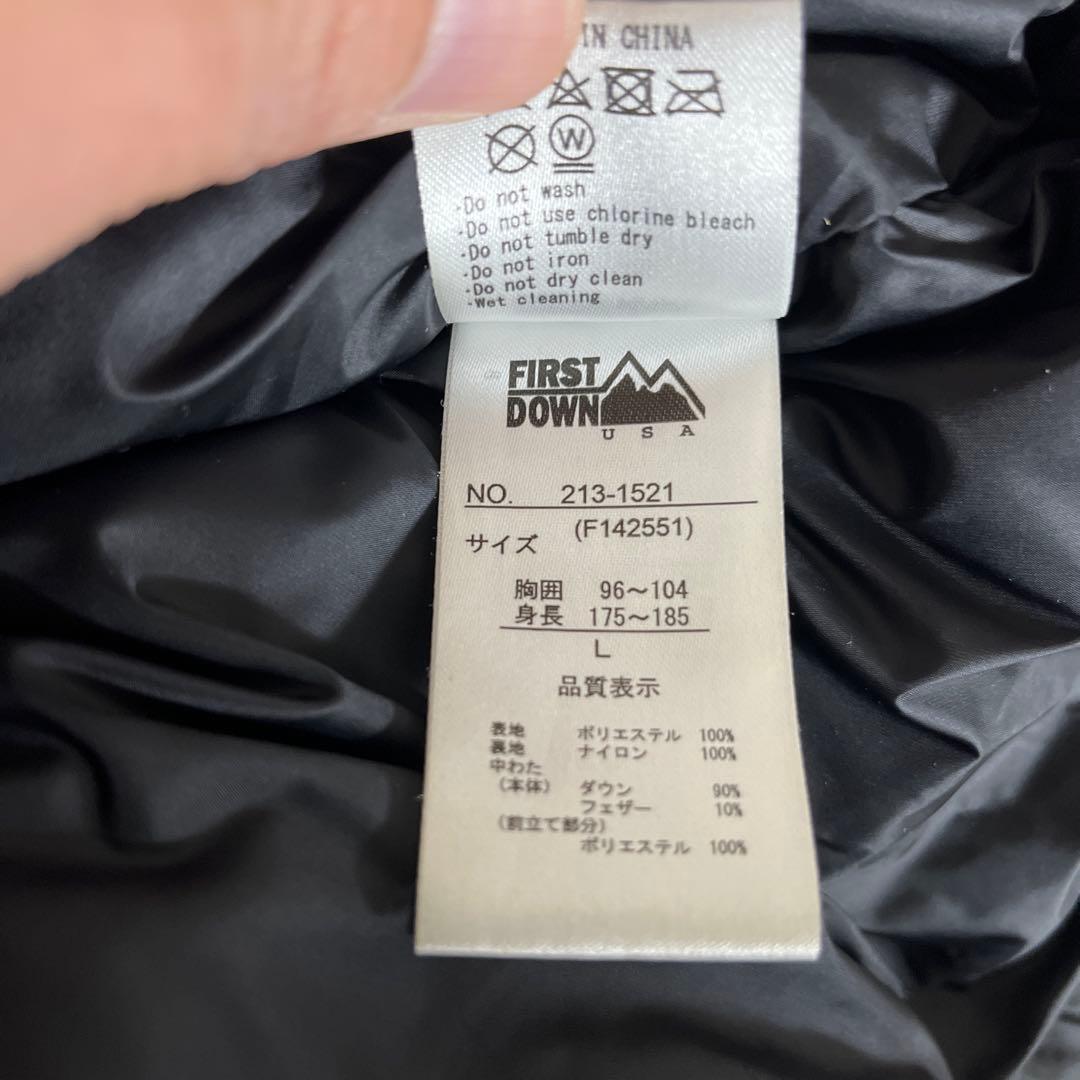 IN CHINA
W
·Do not wash
·Do not use chlorine bleach
·Do not tumble dry
·Do not iron
·Do not dry clean
·Wet cleaning
FIRST
DOWN
USA
NO. 213-1521
サイズ (F142551)
胸囲 96～104
身長 175～185
L
品質表示
表地 ポリエステル 100%
裏地 ナイロン 100%
中わた
(本体) ダウン 90%
フェザー 10%
(前立て部分)
ポリエステル 100%